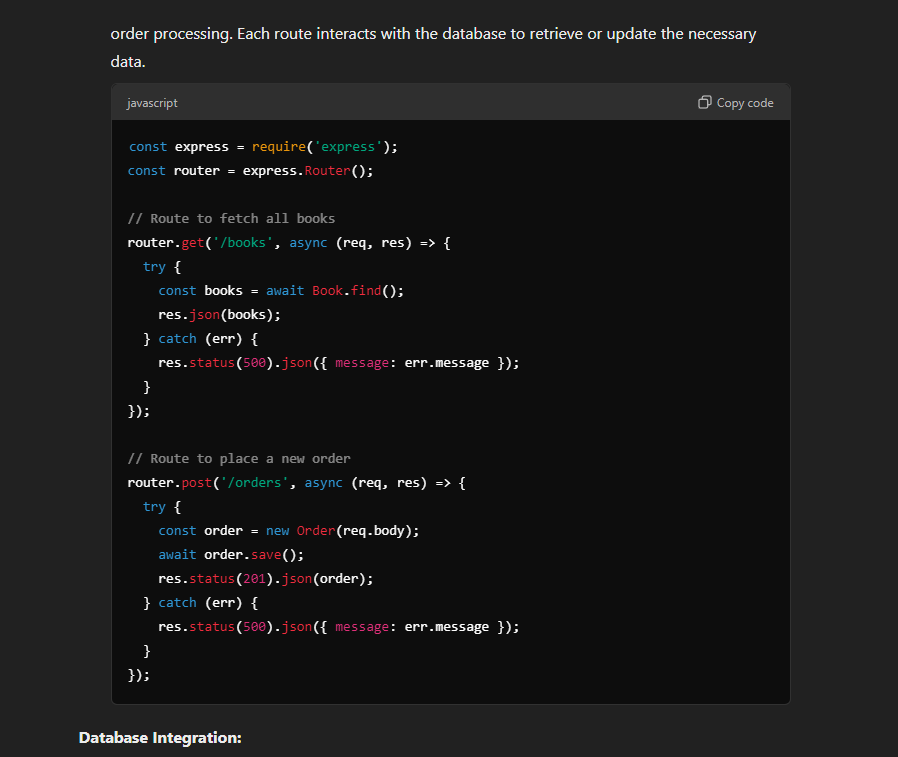 order processing. Each route interacts with the database to retrieve or update the necessary
data.
javascript
Copy code
const express = require('express');
const router = express.Router();
// Route to fetch all books
router.get('/books', async (req, res) => {
  try {
    const books = await Book.find();
    res.json(books);
  } catch (err) {
    res.status(500).json({ message: err.message });
  }
});
// Route to place a new order
router.post('/orders', async (req, res) => {
  try {
    const order = new Order(req.body);
    await order.save();
    res.status(201).json(order);
  } catch (err) {
    res.status(500).json({ message: err.message });
  }
});
Database Integration: